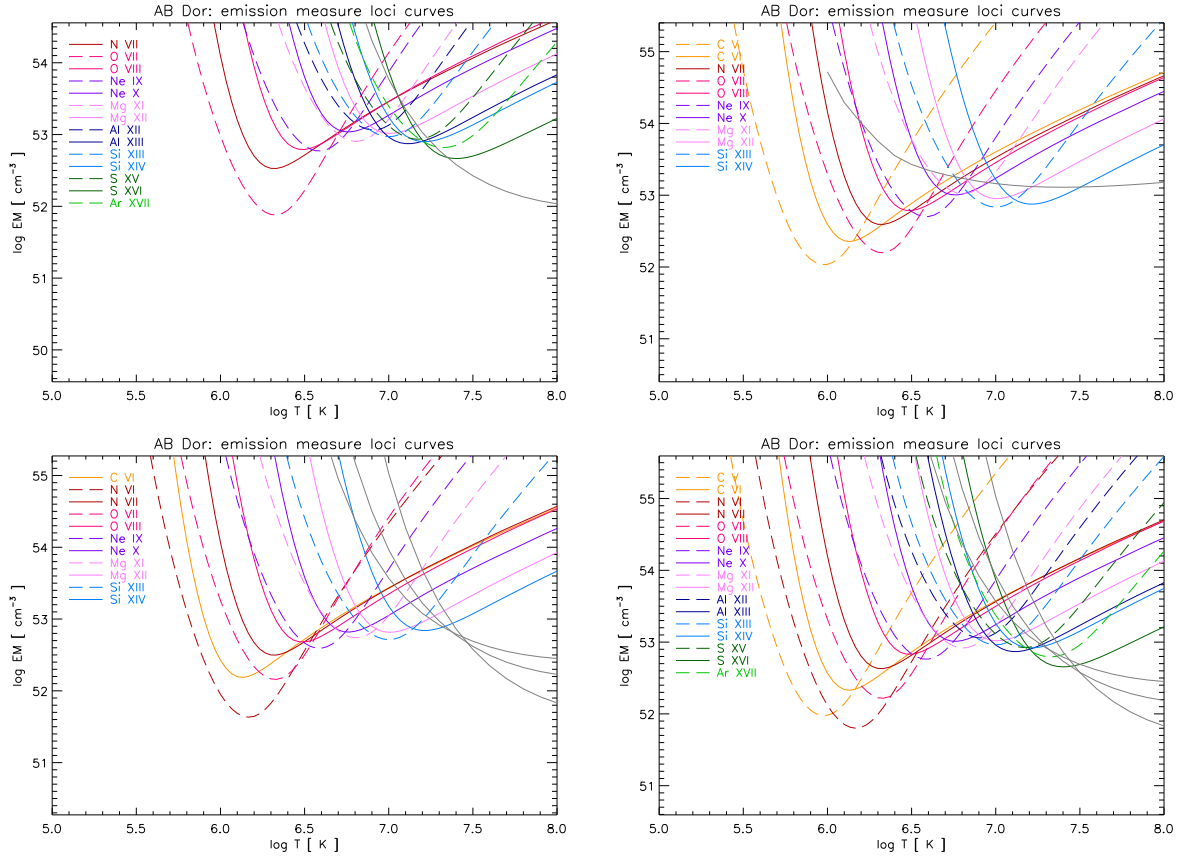 AB Dor: emission measure loci curves
log EM [ cm⁻³ ]
54
53
52
51
50
N VII
O VII
O VIII
Ne IX
Ne X
Mg XI
Mg XII
Al XII
Al XIII
Si XIII
Si XIV
S XV
S XVI
Ar XVII
5.0 5.5 6.0 6.5 7.0 7.5 8.0
log T [ K ]
AB Dor: emission measure loci curves
log EM [ cm⁻³ ]
55
54
53
52
51
C V
C VI
N VII
O VII
O VIII
Ne IX
Ne X
Mg XI
Mg XII
Si XIII
Si XIV
5.0 5.5 6.0 6.5 7.0 7.5 8.0
log T [ K ]
AB Dor: emission measure loci curves
log EM [ cm⁻³ ]
55
54
53
52
51
C VI
N VI
N VII
O VII
O VIII
Ne IX
Ne X
Mg XI
Mg XII
Si XIII
Si XIV
5.0 5.5 6.0 6.5 7.0 7.5 8.0
log T [ K ]
AB Dor: emission measure loci curves
log EM [ cm⁻³ ]
55
54
53
52
51
C V
C VI
N VI
N VII
O VII
O VIII
Ne IX
Ne X
Mg XI
Mg XII
Al XII
Al XIII
Si XIII
Si XIV
S XV
S XVI
Ar XVII
5.0 5.5 6.0 6.5 7.0 7.5 8.0
log T [ K ]